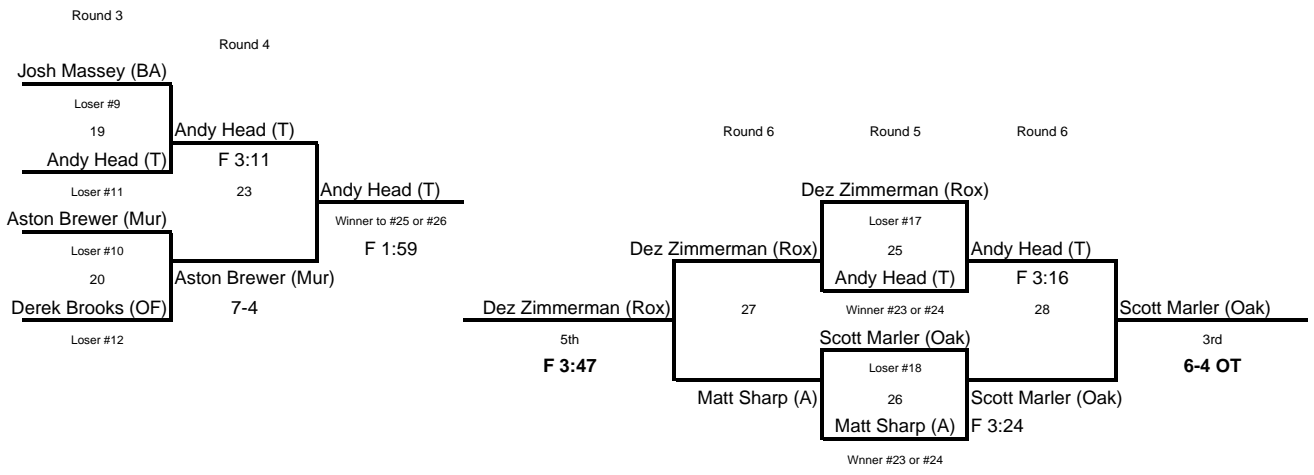 Round 3
Round 4
Josh Massey (BA)
Loser #9
19
Andy Head (T)
Andy Head (T)
F 3:11
Loser #11
23
Andy Head (T)
Aston Brewer (Mur)
Winner to #25 or #26
Loser #10
F 1:59
20
Aston Brewer (Mur)
Derek Brooks (OF)
7-4
Loser #12
Round 6
Round 5
Round 6
Dez Zimmerman (Rox)
Loser #17
Dez Zimmerman (Rox)
25
Andy Head (T)
Andy Head (T)
F 3:16
Dez Zimmerman (Rox)
27
Winner #23 or #24
28
Scott Marler (Oak)
5th
Scott Marler (Oak)
3rd
F 3:47
Loser #18
6-4 OT
Matt Sharp (A)
26
Scott Marler (Oak)
Matt Sharp (A)
F 3:24
Wnner #23 or #24